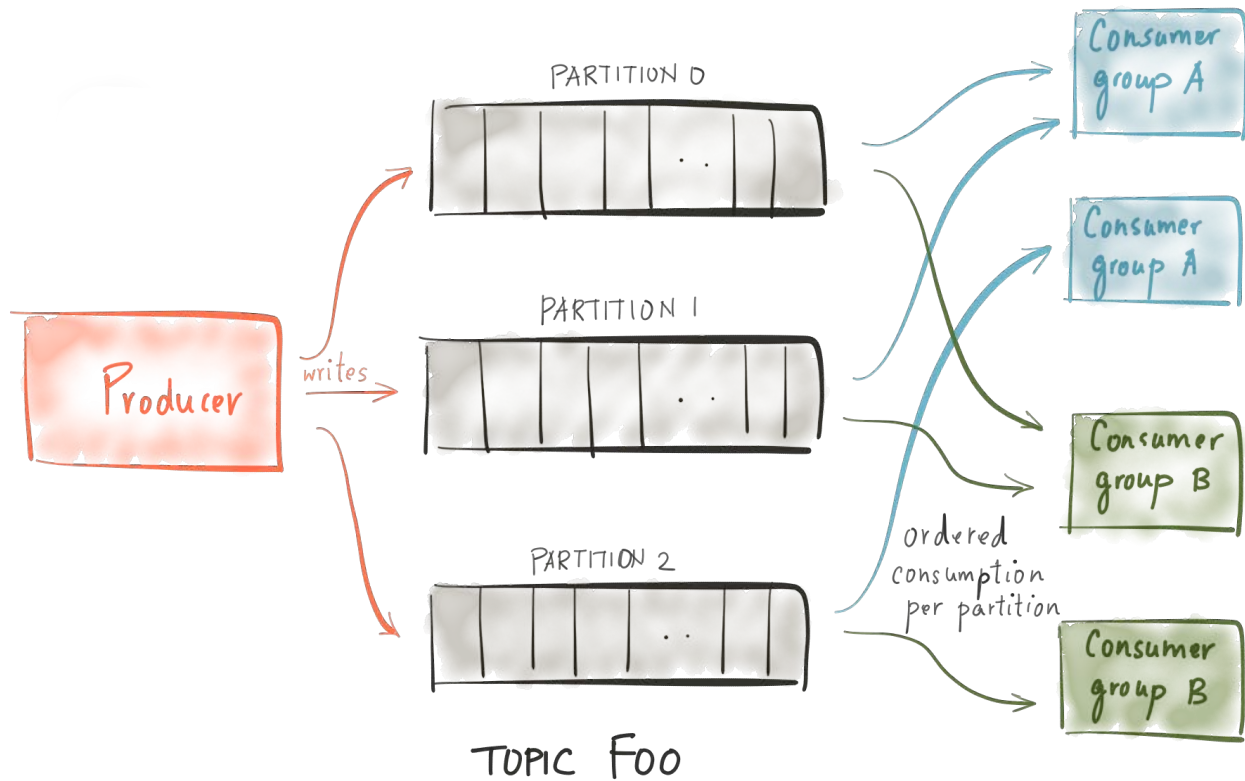 PARTITION 0
Consumer
group A
Consumer
group A
PARTITION 1
Producer
writes
Consumer
group B
ordered
consumption
per partition
PARTITION 2
Consumer
group B
TOPIC FOO